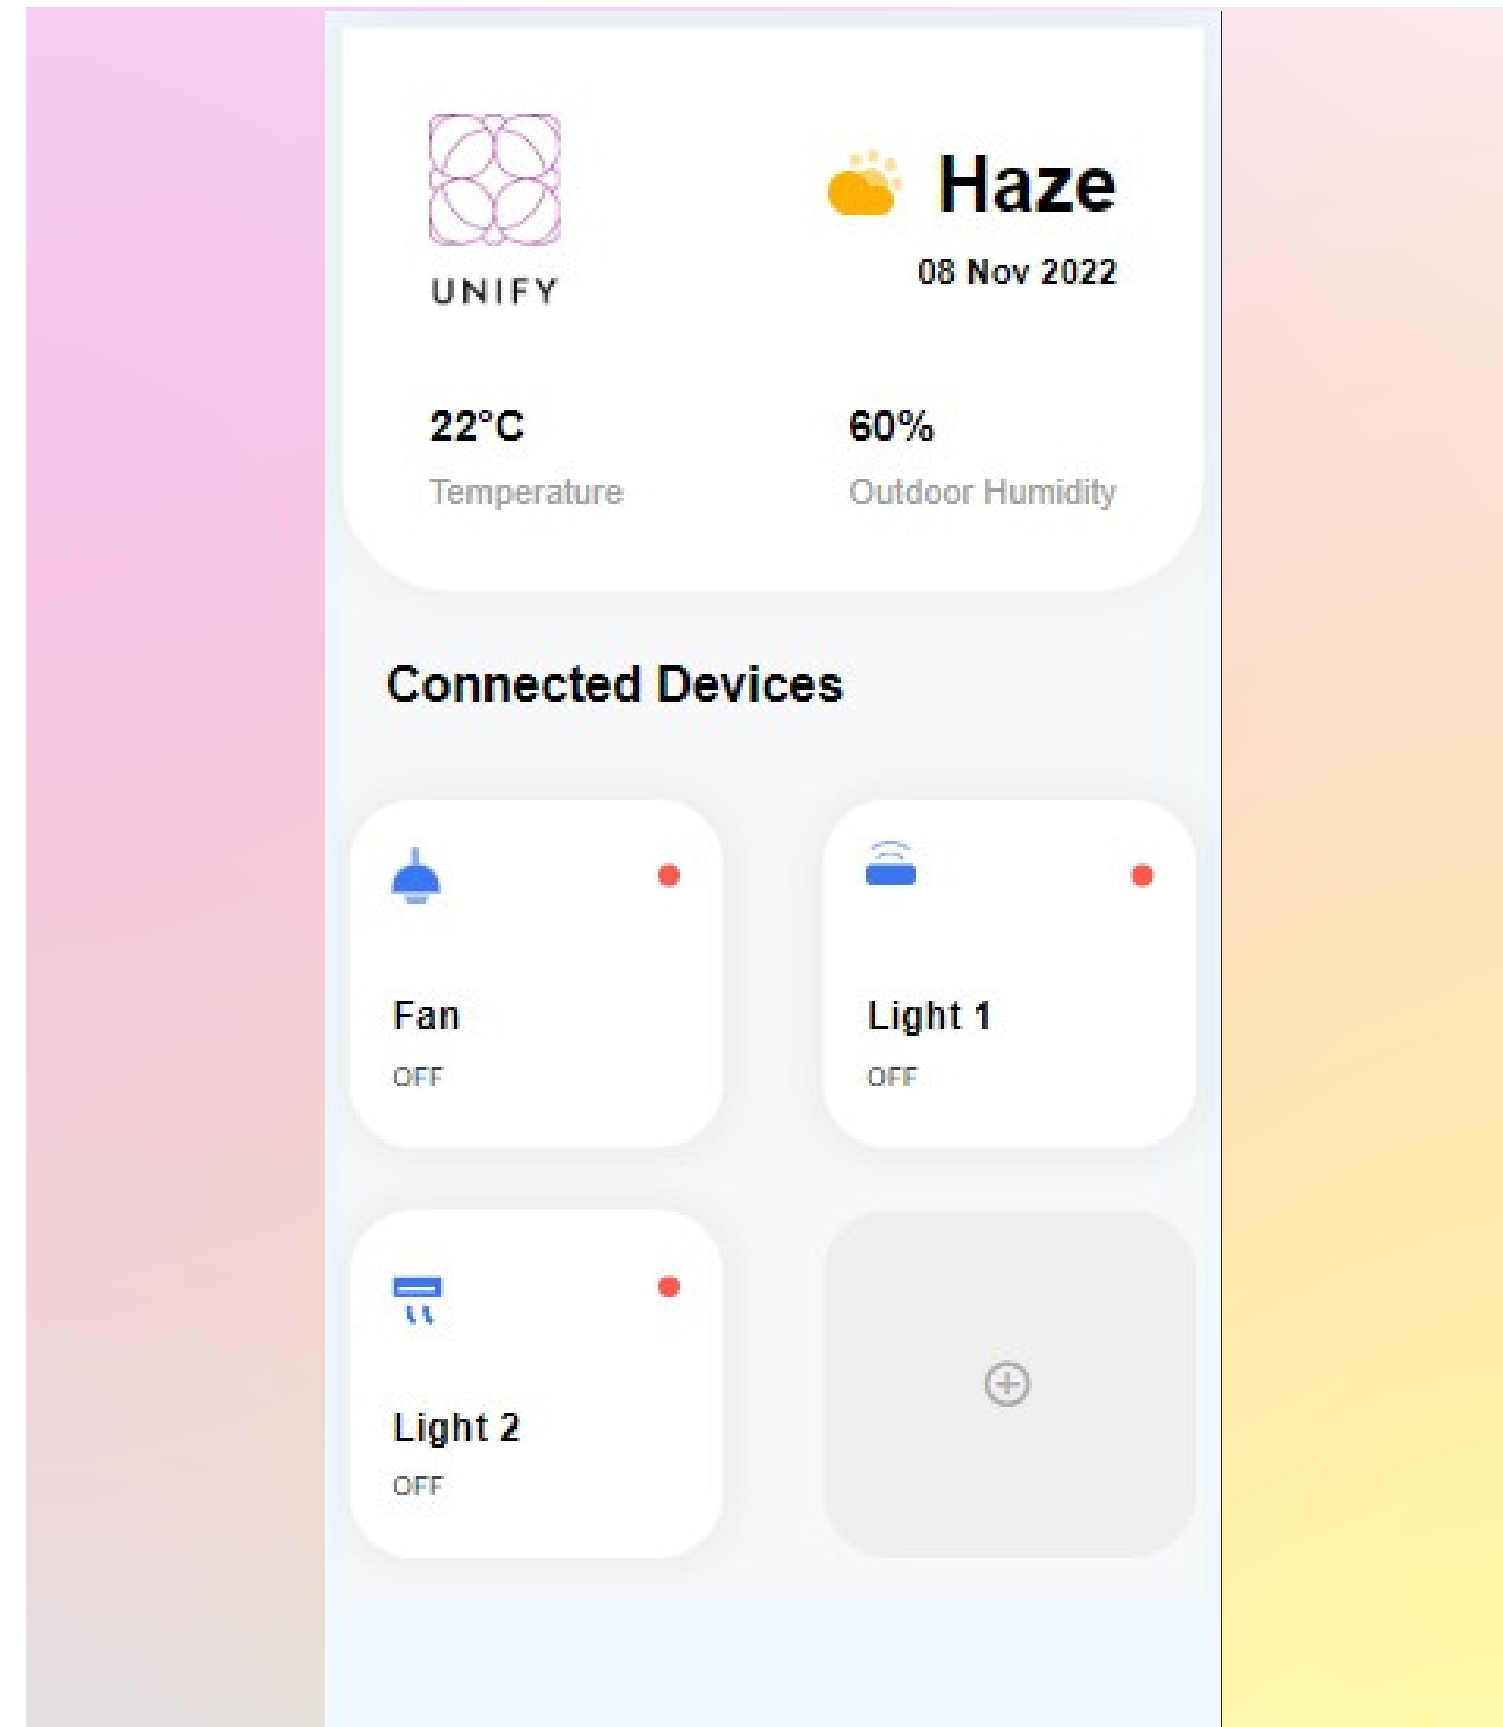 UNIFY
Haze
08 Nov 2022
22°C
Temperature
60%
Outdoor Humidity
Connected Devices
Fan
OFF
Light 1
OFF
Light 2
OFF